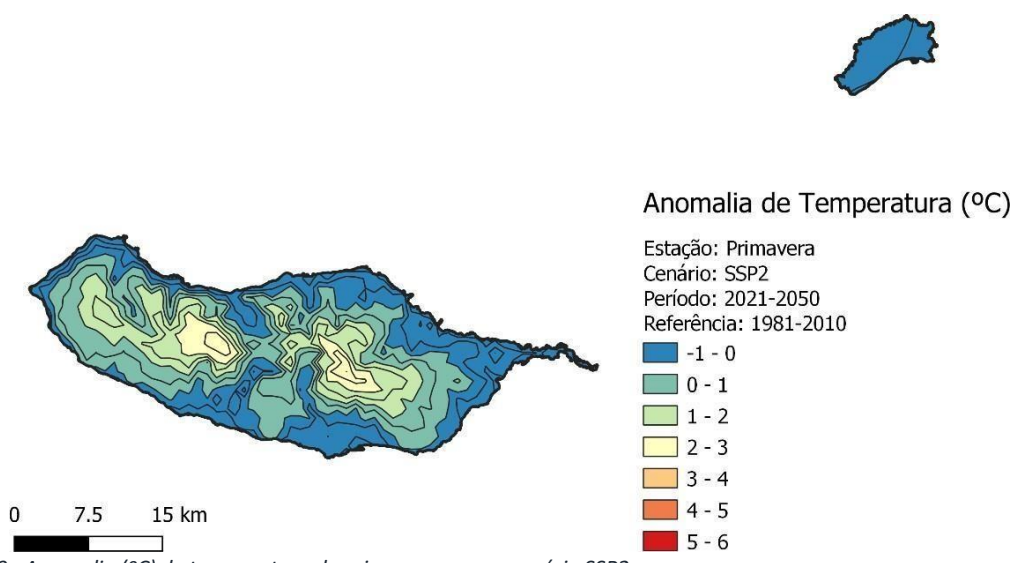 Anomalia de Temperatura (ºC)
Estação: Primavera
Cenário: SSP2
Período: 2021-2050
Referência: 1981-2010
-1 - 0
0 - 1
1 - 2
2 - 3
3 - 4
4 - 5
5 - 6
0 7.5 15 km